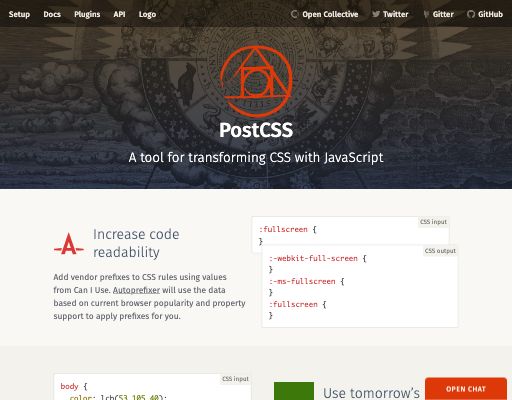 Setup Docs Plugins API Logo Open Collective Twitter Gitter GitHub
PostCSS
A tool for transforming CSS with JavaScript
Increase code
readability
Add vendor prefixes to CSS rules using values
from Can I Use. Autoprefixer will use the data
based on current browser popularity and property
support to apply prefixes for you.
CSS input
:fullscreen {
}
CSS output
:-webkit-full-screen {
}
:-ms-fullscreen {
}
:fullscreen {
}
CSS input
body {
color: lch(53 105 40);
Use tomorrow's
OPEN CHAT